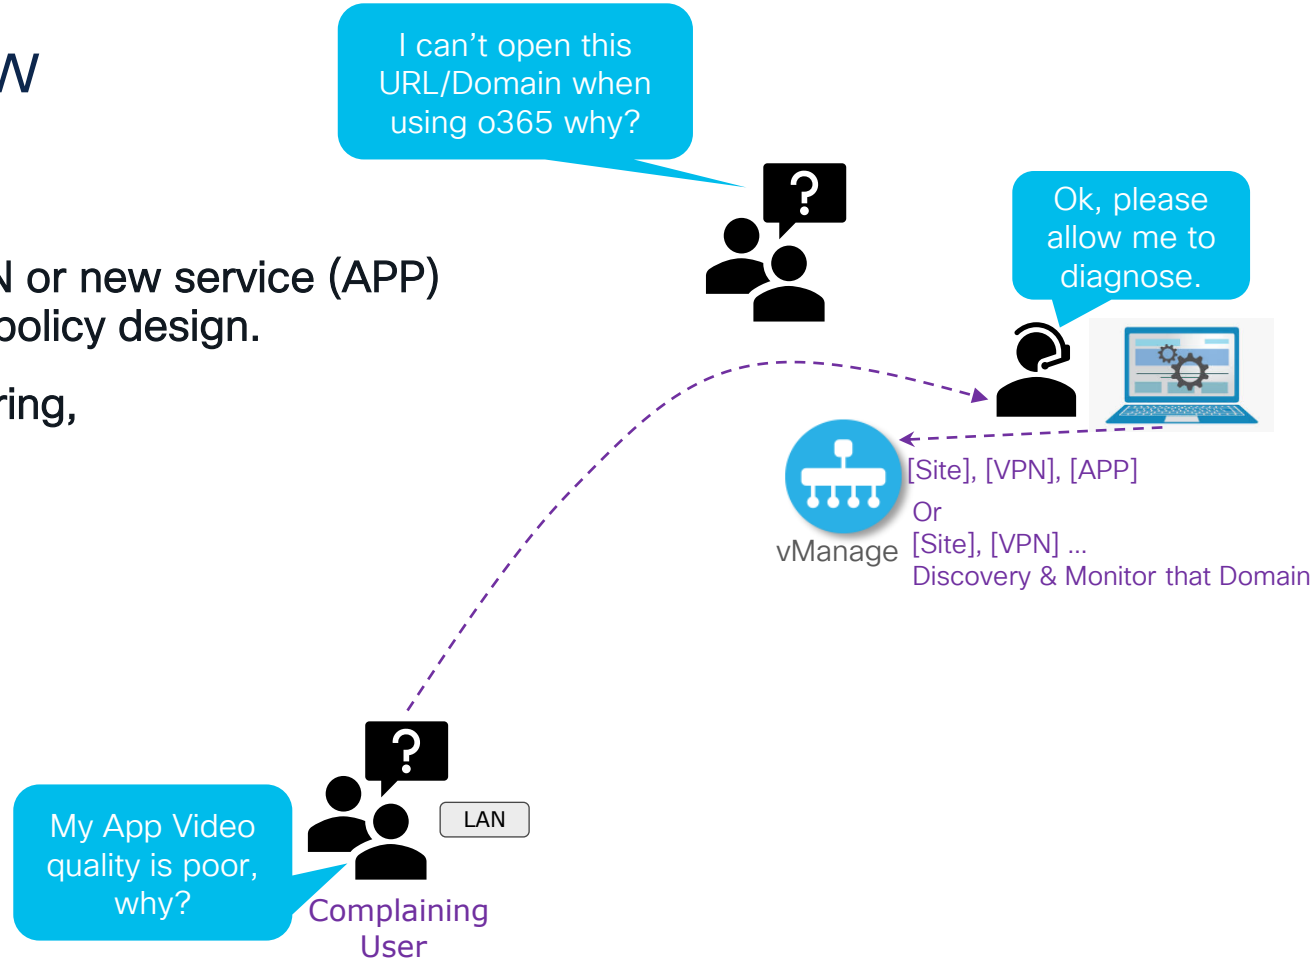 I can’t open this
URL/Domain when
using o365 why?
?
Ok, please
allow me to
diagnose.
or new service (APP)
policy design.
[Site], [VPN], [APP]
Or
[Site], [VPN] ...
Discovery & Monitor that Domain
vManage
?
LAN
My App Video
quality is poor,
why?
Complaining
User